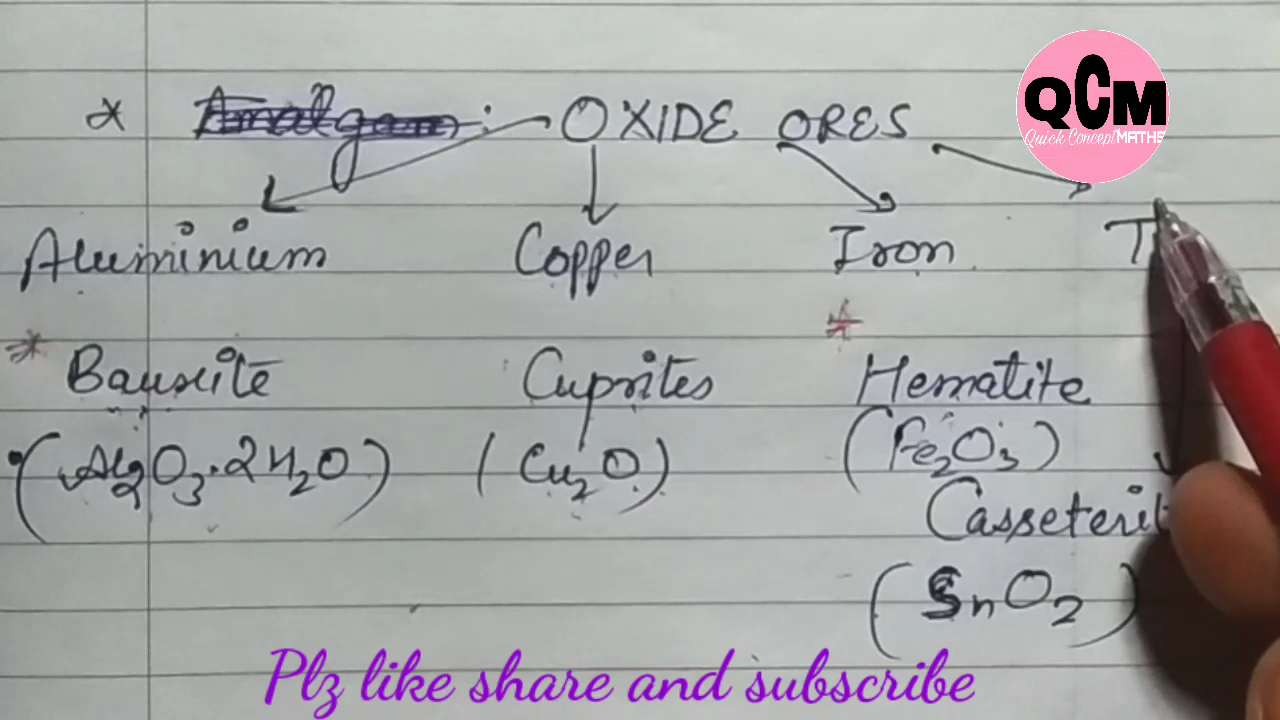 * Amalgam : OXIDE ORES
QCM
Quick Concept MATHS
Aluminium Copper Iron T
* Bauxite Cuprites * Hematite
(Al2O3.2H2O) (Cu2O) (Fe2O3)
Casseterit
(SnO2)
Plz like share and subscribe